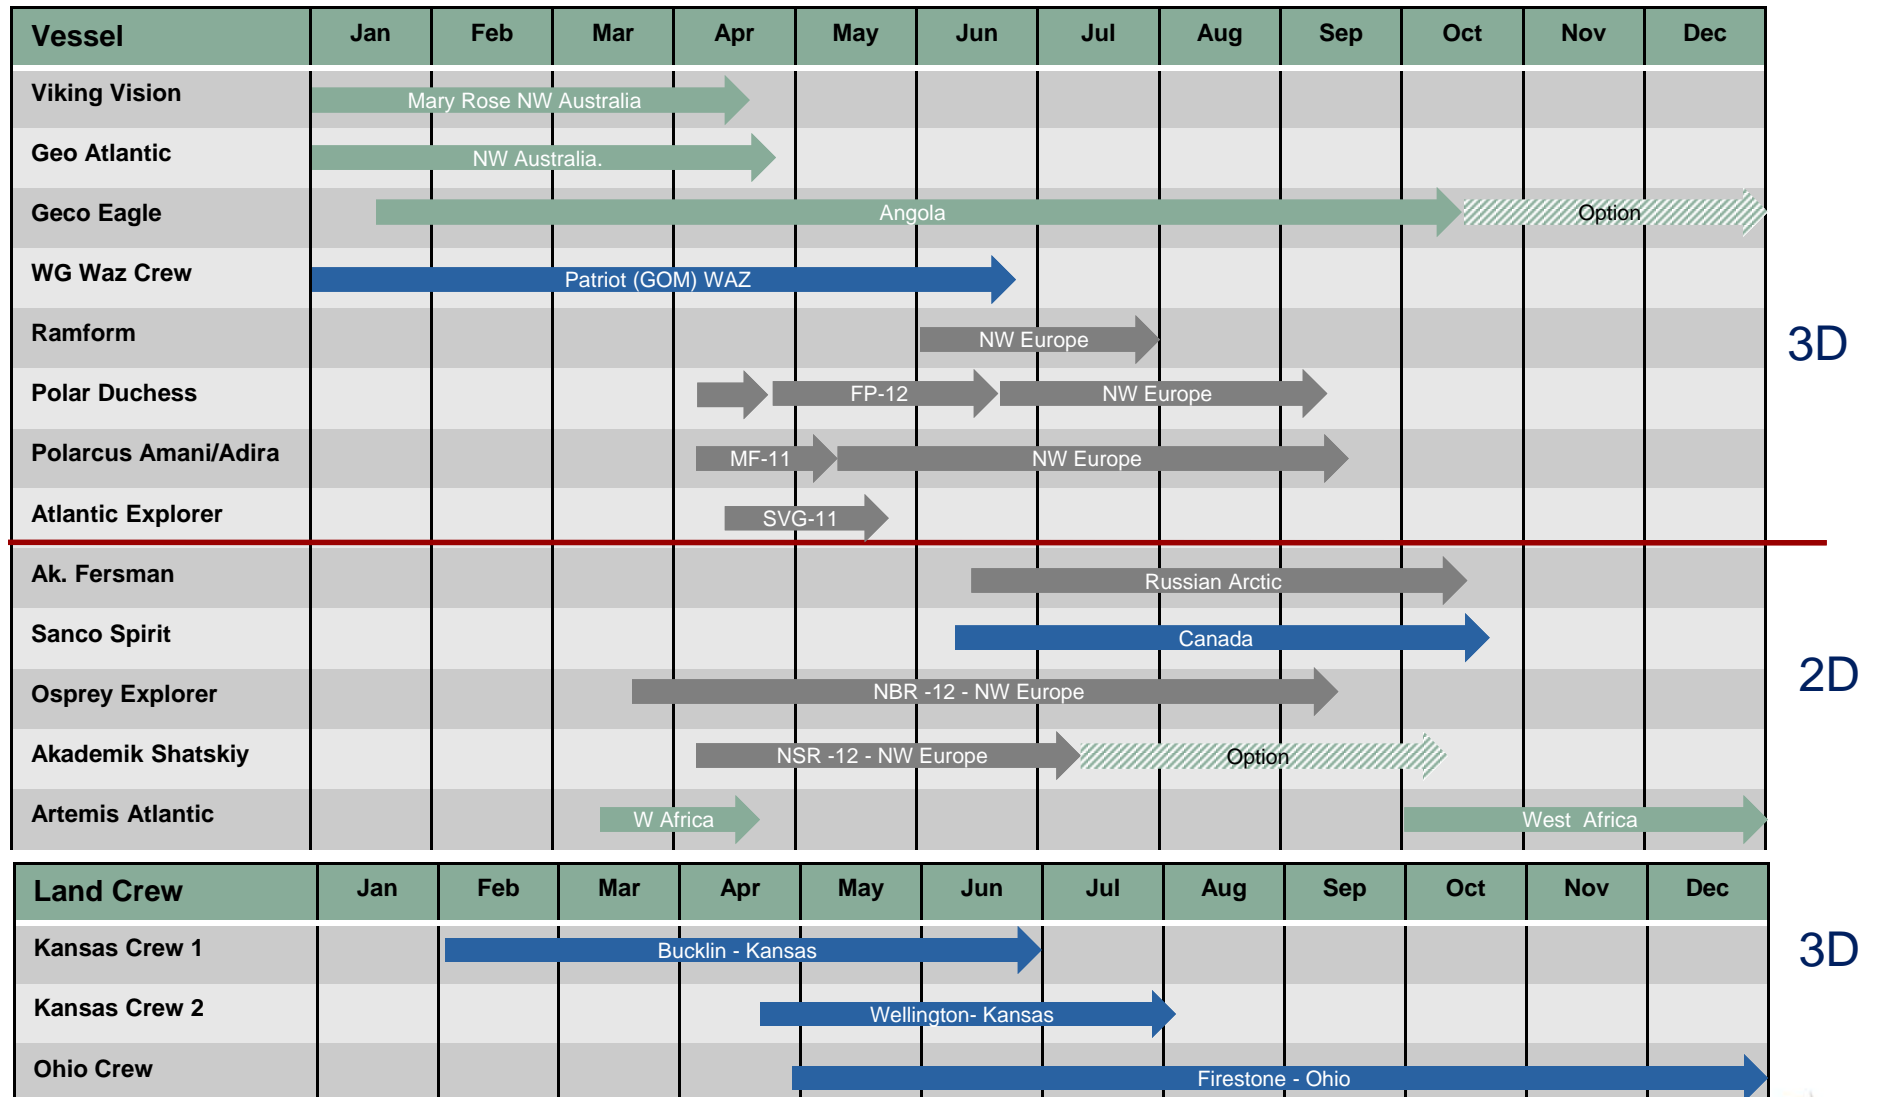 Vessel Jan Feb Mar Apr May Jun Jul Aug Sep Oct Nov Dec
Viking Vision Mary Rose NW Australia
Geo Atlantic NW Australia.
Geco Eagle Angola Option
WG Waz Crew Patriot (GOM) WAZ
Ramform NW Europe
3D
Polar Duchess FP-12 NW Europe
Polarcus Amani/Adira MF-11 NW Europe
Atlantic Explorer SVG-11
Ak. Fersman Russian Arctic
Sanco Spirit Canada
2D
Osprey Explorer NBR -12 - NW Europe
Akademik Shatskiy NSR -12 - NW Europe Option
Artemis Atlantic W Africa West Africa
Land Crew Jan Feb Mar Apr May Jun Jul Aug Sep Oct Nov Dec
Kansas Crew 1 Bucklin - Kansas 3D
Kansas Crew 2 Wellington- Kansas
Ohio Crew Firestone - Ohio